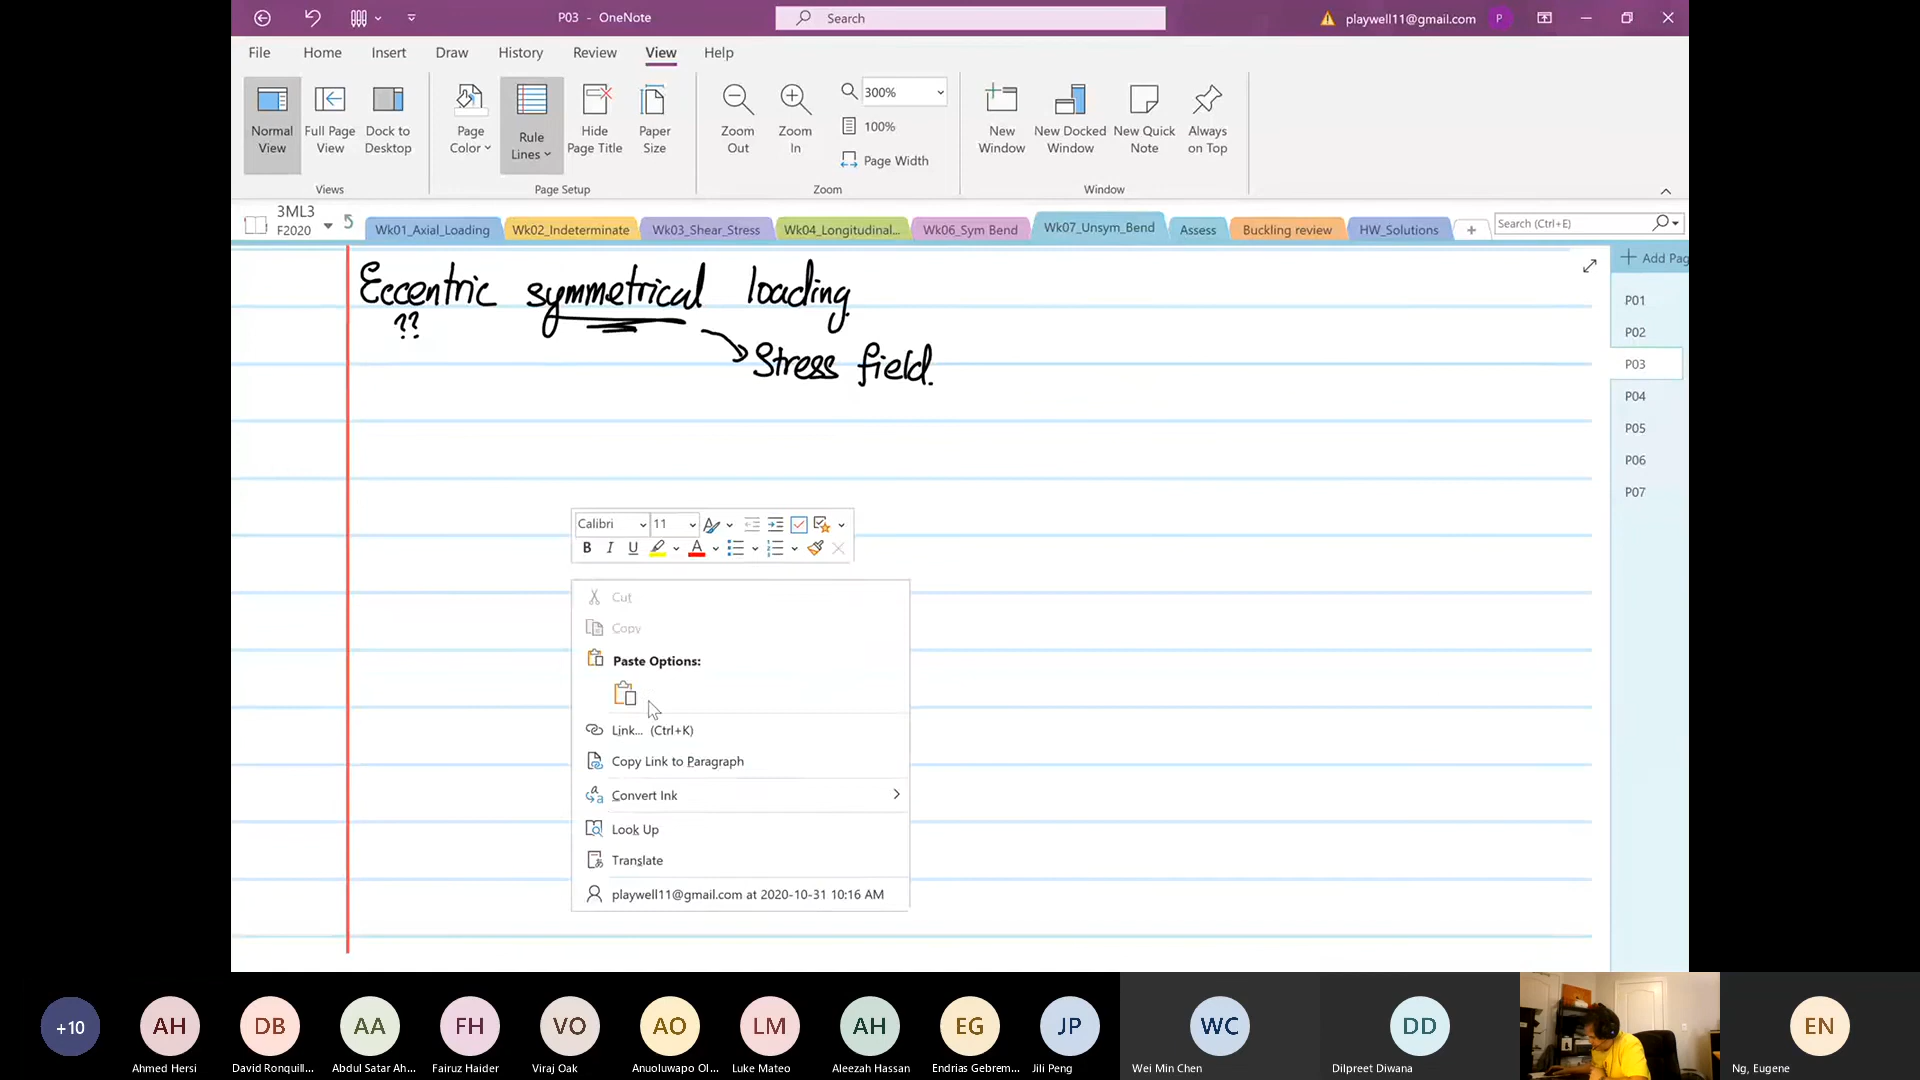 P03 - OneNote
Search
playwell11@gmail.com
P
File
Home
Insert
Draw
History
Review
View
Help
Normal View
Full Page View
Dock to Desktop
Views
Page Color
Rule Lines
Hide Page Title
Paper Size
Page Setup
Zoom Out
Zoom In
300%
100%
Page Width
Zoom
New Window
New Docked Window
New Quick Note
Always on Top
Window
3ML3
F2020
Wk01_Axial_Loading
Wk02_Indeterminate
Wk03_Shear_Stress
Wk04_Longitudinal...
Wk06_Sym Bend
Wk07_Unsym_Bend
Assess
Buckling review
HW_Solutions
+
Search (Ctrl+E)
Add Pag
P01
P02
P03
P04
P05
P06
P07
Eccentric symmetrical loading.
??
Stress field.
Calibri
11
B I U
A
Cut
Copy
Paste Options:
Link... (Ctrl+K)
Copy Link to Paragraph
Convert Ink
Look Up
Translate
playwell11@gmail.com at 2020-10-31 10:16 AM
+10
AH
DB
AA
FH
VO
AO
LM
AH
EG
JP
WC
DD
EN
Ahmed Hersi
David Ronquill...
Abdul Satar Ah...
Fairuz Haider
Viraj Oak
Anuoluwapo Ol...
Luke Mateo
Aleezah Hassan
Endrias Gebrem...
Jili Peng
Wei Min Chen
Dilpreet Diwana
Ng, Eugene